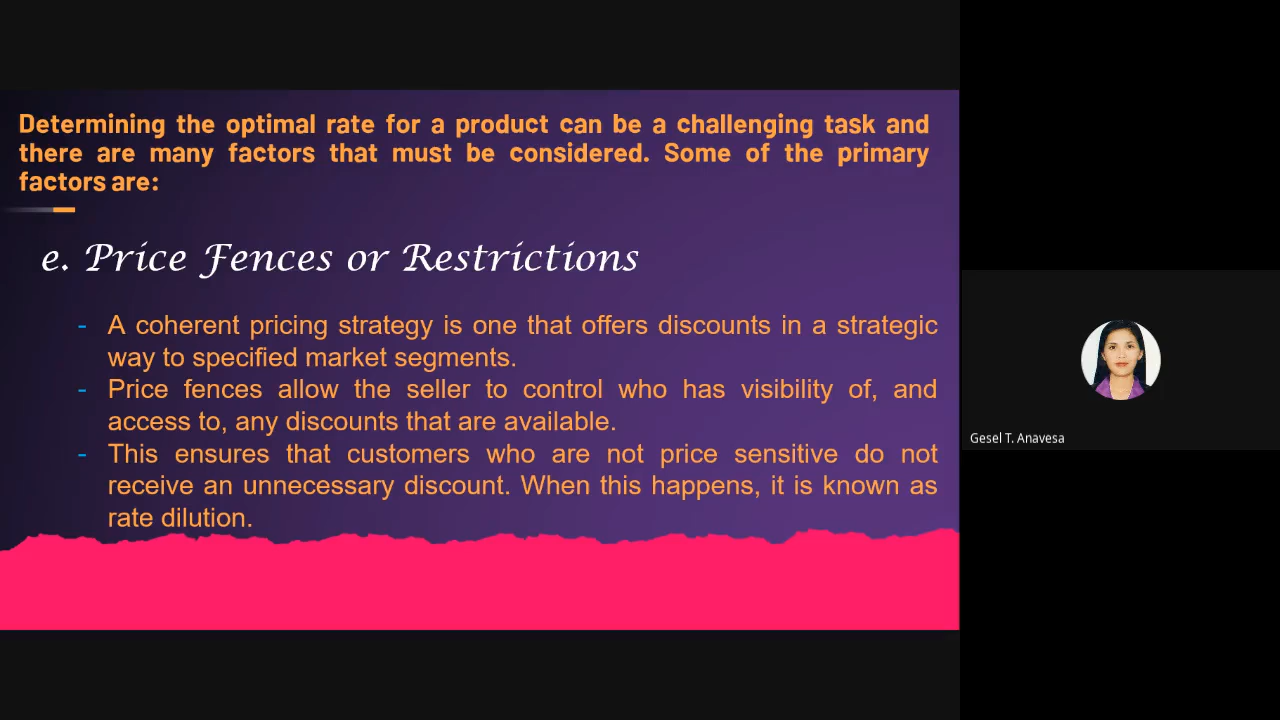 Determining the optimal rate for a product can be a challenging task and
there are many factors that must be considered. Some of the primary
factors are:
e. Price Fences or Restrictions
- A coherent pricing strategy is one that offers discounts in a strategic
way to specified market segments.
- Price fences allow the seller to control who has visibility of, and
access to, any discounts that are available.
- This ensures that customers who are not price sensitive do not
receive an unnecessary discount. When this happens, it is known as
rate dilution.
Gesel T. Anavesa